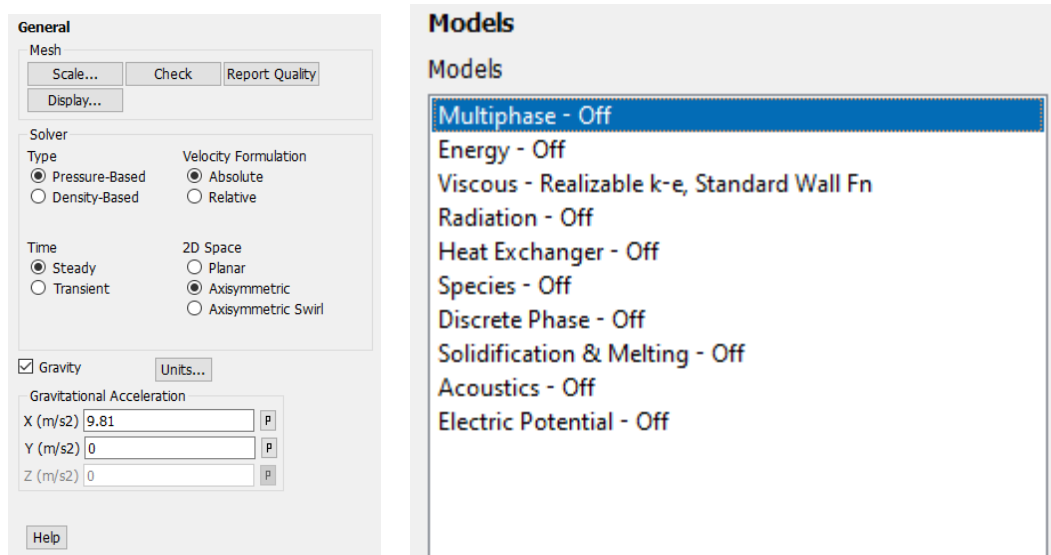 General
Mesh
Scale... Check Report Quality
Display...
Solver
Type Velocity Formulation
Pressure-Based Absolute
Density-Based Relative
Time 2D Space
Steady Planar
Transient Axisymmetric
Axisymmetric Swirl
Gravity Units...
Gravitational Acceleration
X (m/s2) 9.81 P
Y (m/s2) 0 P
Z (m/s2) 0 P
Help
Models
Models
Multiphase - Off
Energy - Off
Viscous - Realizable k-e, Standard Wall Fn
Radiation - Off
Heat Exchanger - Off
Species - Off
Discrete Phase - Off
Solidification & Melting - Off
Acoustics - Off
Electric Potential - Off